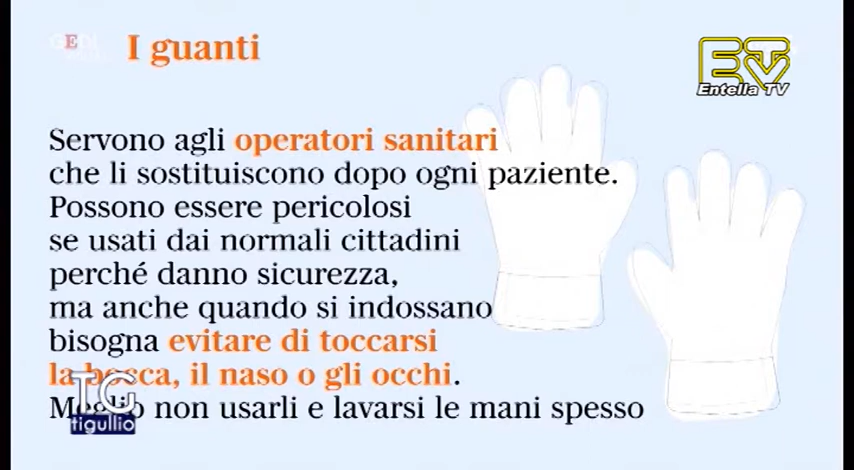 I guanti
Entella TV
Servono agli operatori sanitari
che li sostituiscono dopo ogni paziente.
Possono essere pericolosi
se usati dai normali cittadini
perché danno sicurezza,
ma anche quando si indossano
bisogna evitare di toccarsi
la bocca, il naso o gli occhi.
Meglio non usarli e lavarsi le mani spesso
TG
tigullio